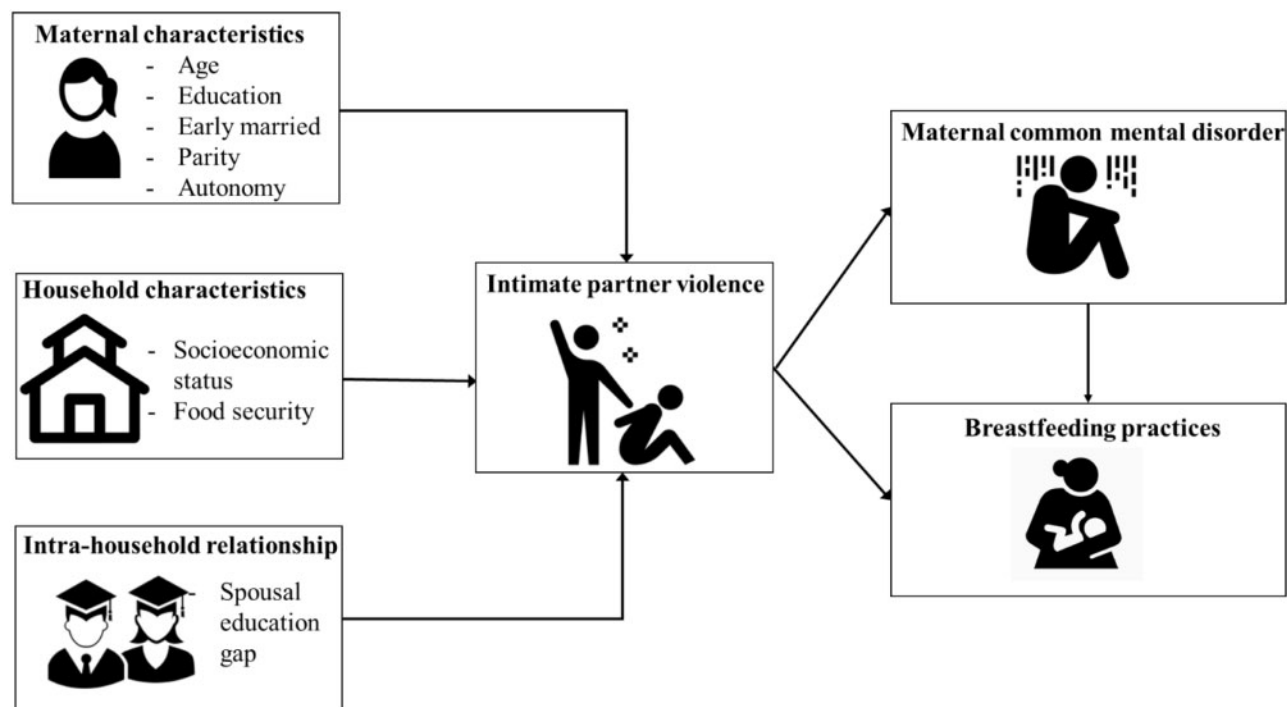 Maternal characteristics
- Age
- Education
- Early married
- Parity
- Autonomy
Household characteristics
- Socioeconomic
status
- Food security
Intra-household relationship
- Spousal
education
gap
Intimate partner violence
Maternal common mental disorder
Breastfeeding practices